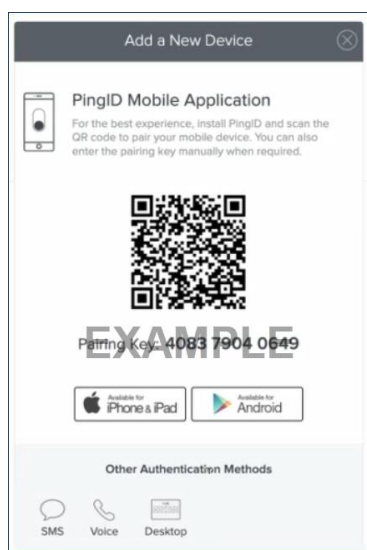 Add a New Device
PingID Mobile Application
For the best experience, install PingID and scan the
QR code to pair your mobile device. You can also
enter the pairing key manually when required.
EXAMPLE
Pairing Key: 4083 7904 0649
Available for
iPhone & iPad
Available for
Android
Other Authentication Methods
SMS
Voice
Desktop